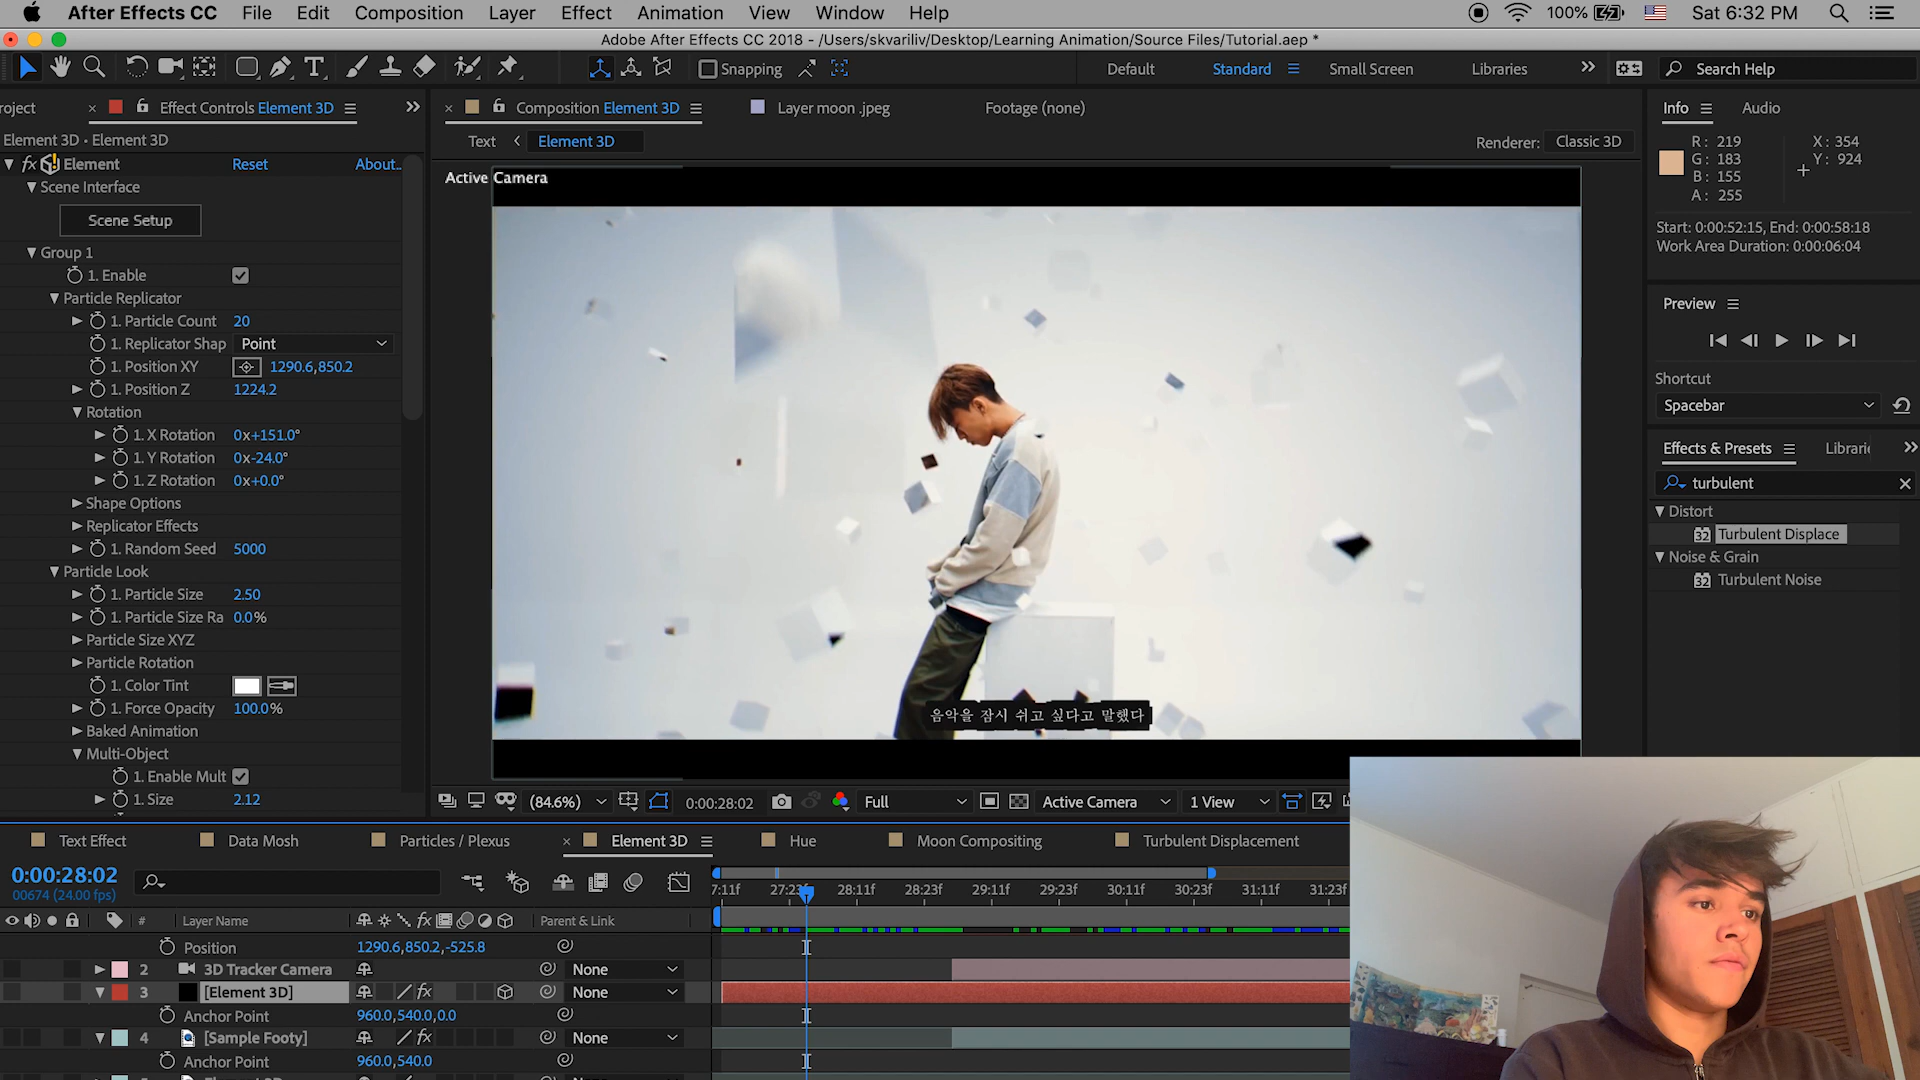 After Effects CC File Edit Composition Layer Effect Animation View Window Help 100% Sat 6:32 PM
Adobe After Effects CC 2018 - /Users/skvariliv/Desktop/Learning Animation/Source Files/Tutorial.aep *
Snapping Default Standard Small Screen Libraries Search Help
roject Effect Controls Element 3D Composition Element 3D Layer moon .jpeg Footage (none) Info Audio
Element 3D • Element 3D
Text Element 3D Renderer: Classic 3D
Element Reset About..
Scene Interface
Scene Setup
Group 1
1. Enable
Particle Replicator
1. Particle Count 20
1. Replicator Shap Point
1. Position XY 1290.6,850.2
1. Position Z 1224.2
Rotation
1. X Rotation 0x+151.0°
1. Y Rotation 0x-24.0°
1. Z Rotation 0x+0.0°
Shape Options
Replicator Effects
1. Random Seed 5000
Particle Look
1. Particle Size 2.50
1. Particle Size Ra 0.0%
Particle Size XYZ
Particle Rotation
1. Color Tint
1. Force Opacity 100.0%
Baked Animation
Multi-Object
1. Enable Mult
1. Size 2.12
Active Camera
음악을 잠시 쉬고 싶다고 말했다
(84.6%) 0:00:28:02 Full Active Camera 1 View
R: 219 X: 354
G: 183 Y: 924
B: 155
A: 255
Start: 0:00:52:15, End: 0:00:58:18
Work Area Duration: 0:00:06:04
Preview
Shortcut
Spacebar
Effects & Presets Librari
turbulent
Distort
32 Turbulent Displace
Noise & Grain
32 Turbulent Noise
Text Effect Data Mosh Particles / Plexus Element 3D Hue Moon Compositing Turbulent Displacement
0:00:28:02
00674 (24.00 fps)
7:11f 27:23f 28:11f 28:23f 29:11f 29:23f 30:11f 30:23f 31:11f 31:23f
# Layer Name fx Parent & Link
Position 1290.6,850.2,-525.8
2 3D Tracker Camera None
3 [Element 3D] fx None
Anchor Point 960.0,540.0,0.0
4 [Sample Footy] fx None
Anchor Point 960.0,540.0